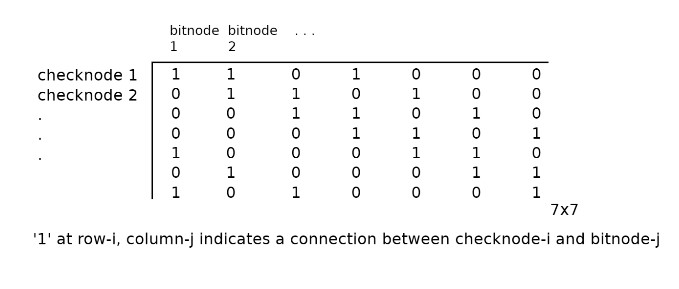 bitnode bitnode . . .
1 2
checknode 1 1 1 0 1 0 0 0
checknode 2 0 1 1 0 1 0 0
. 0 0 1 1 0 1 0
. 0 0 0 1 1 0 1
. 1 0 0 0 1 1 0
0 1 0 0 0 1 1
1 0 1 0 0 0 1
7x7
'1' at row-i, column-j indicates a connection between checknode-i and bitnode-j